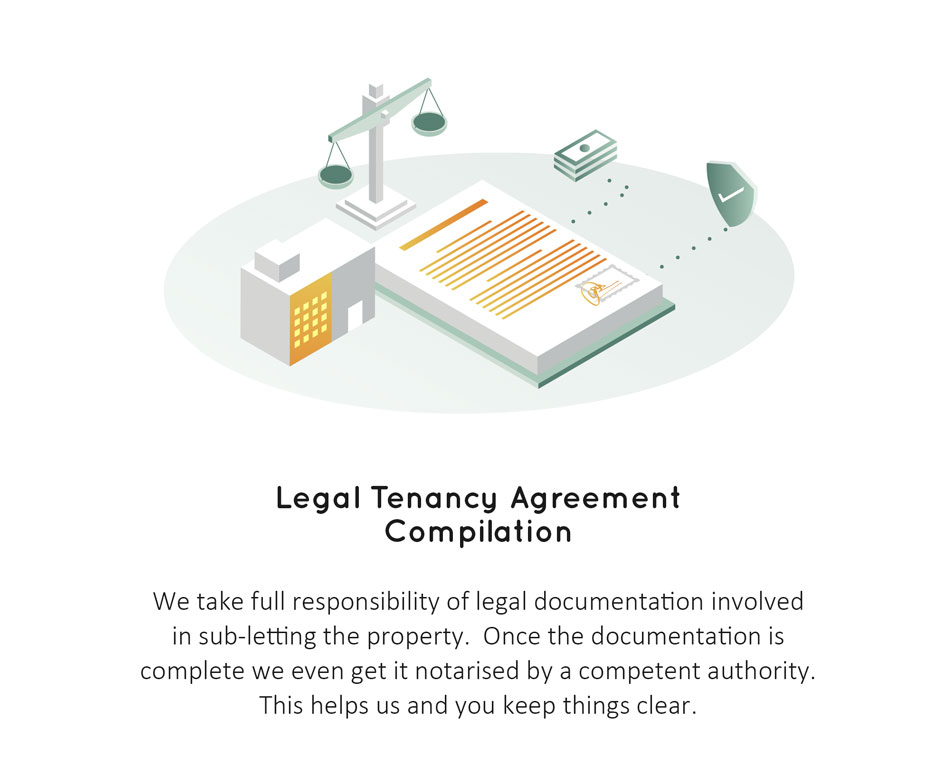 Legal Tenancy Agreement
Compilation
We take full responsibility of legal documentation involved
in sub-letting the property.  Once the documentation is
complete we even get it notarised by a competent authority.
This helps us and you keep things clear.